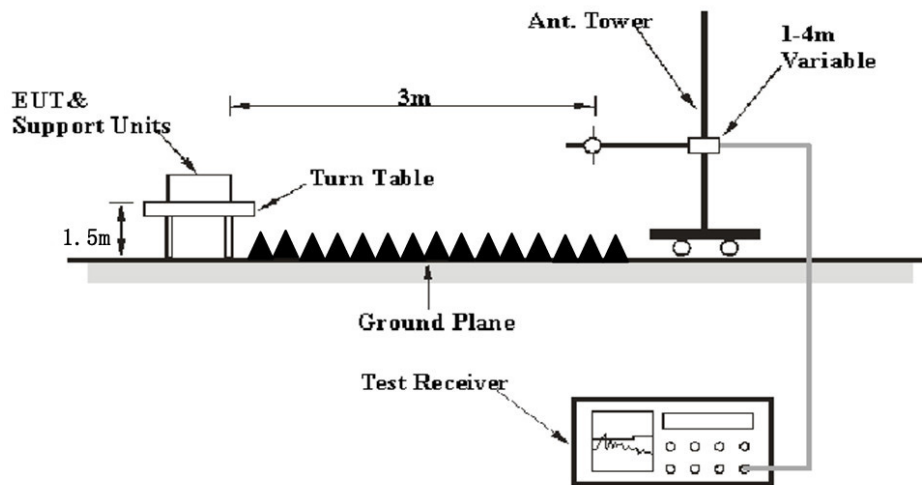 Ant. Tower
1-4m
Variable
3m
EUT&
Support Units
Turn Table
1.5m
Ground Plane
Test Receiver